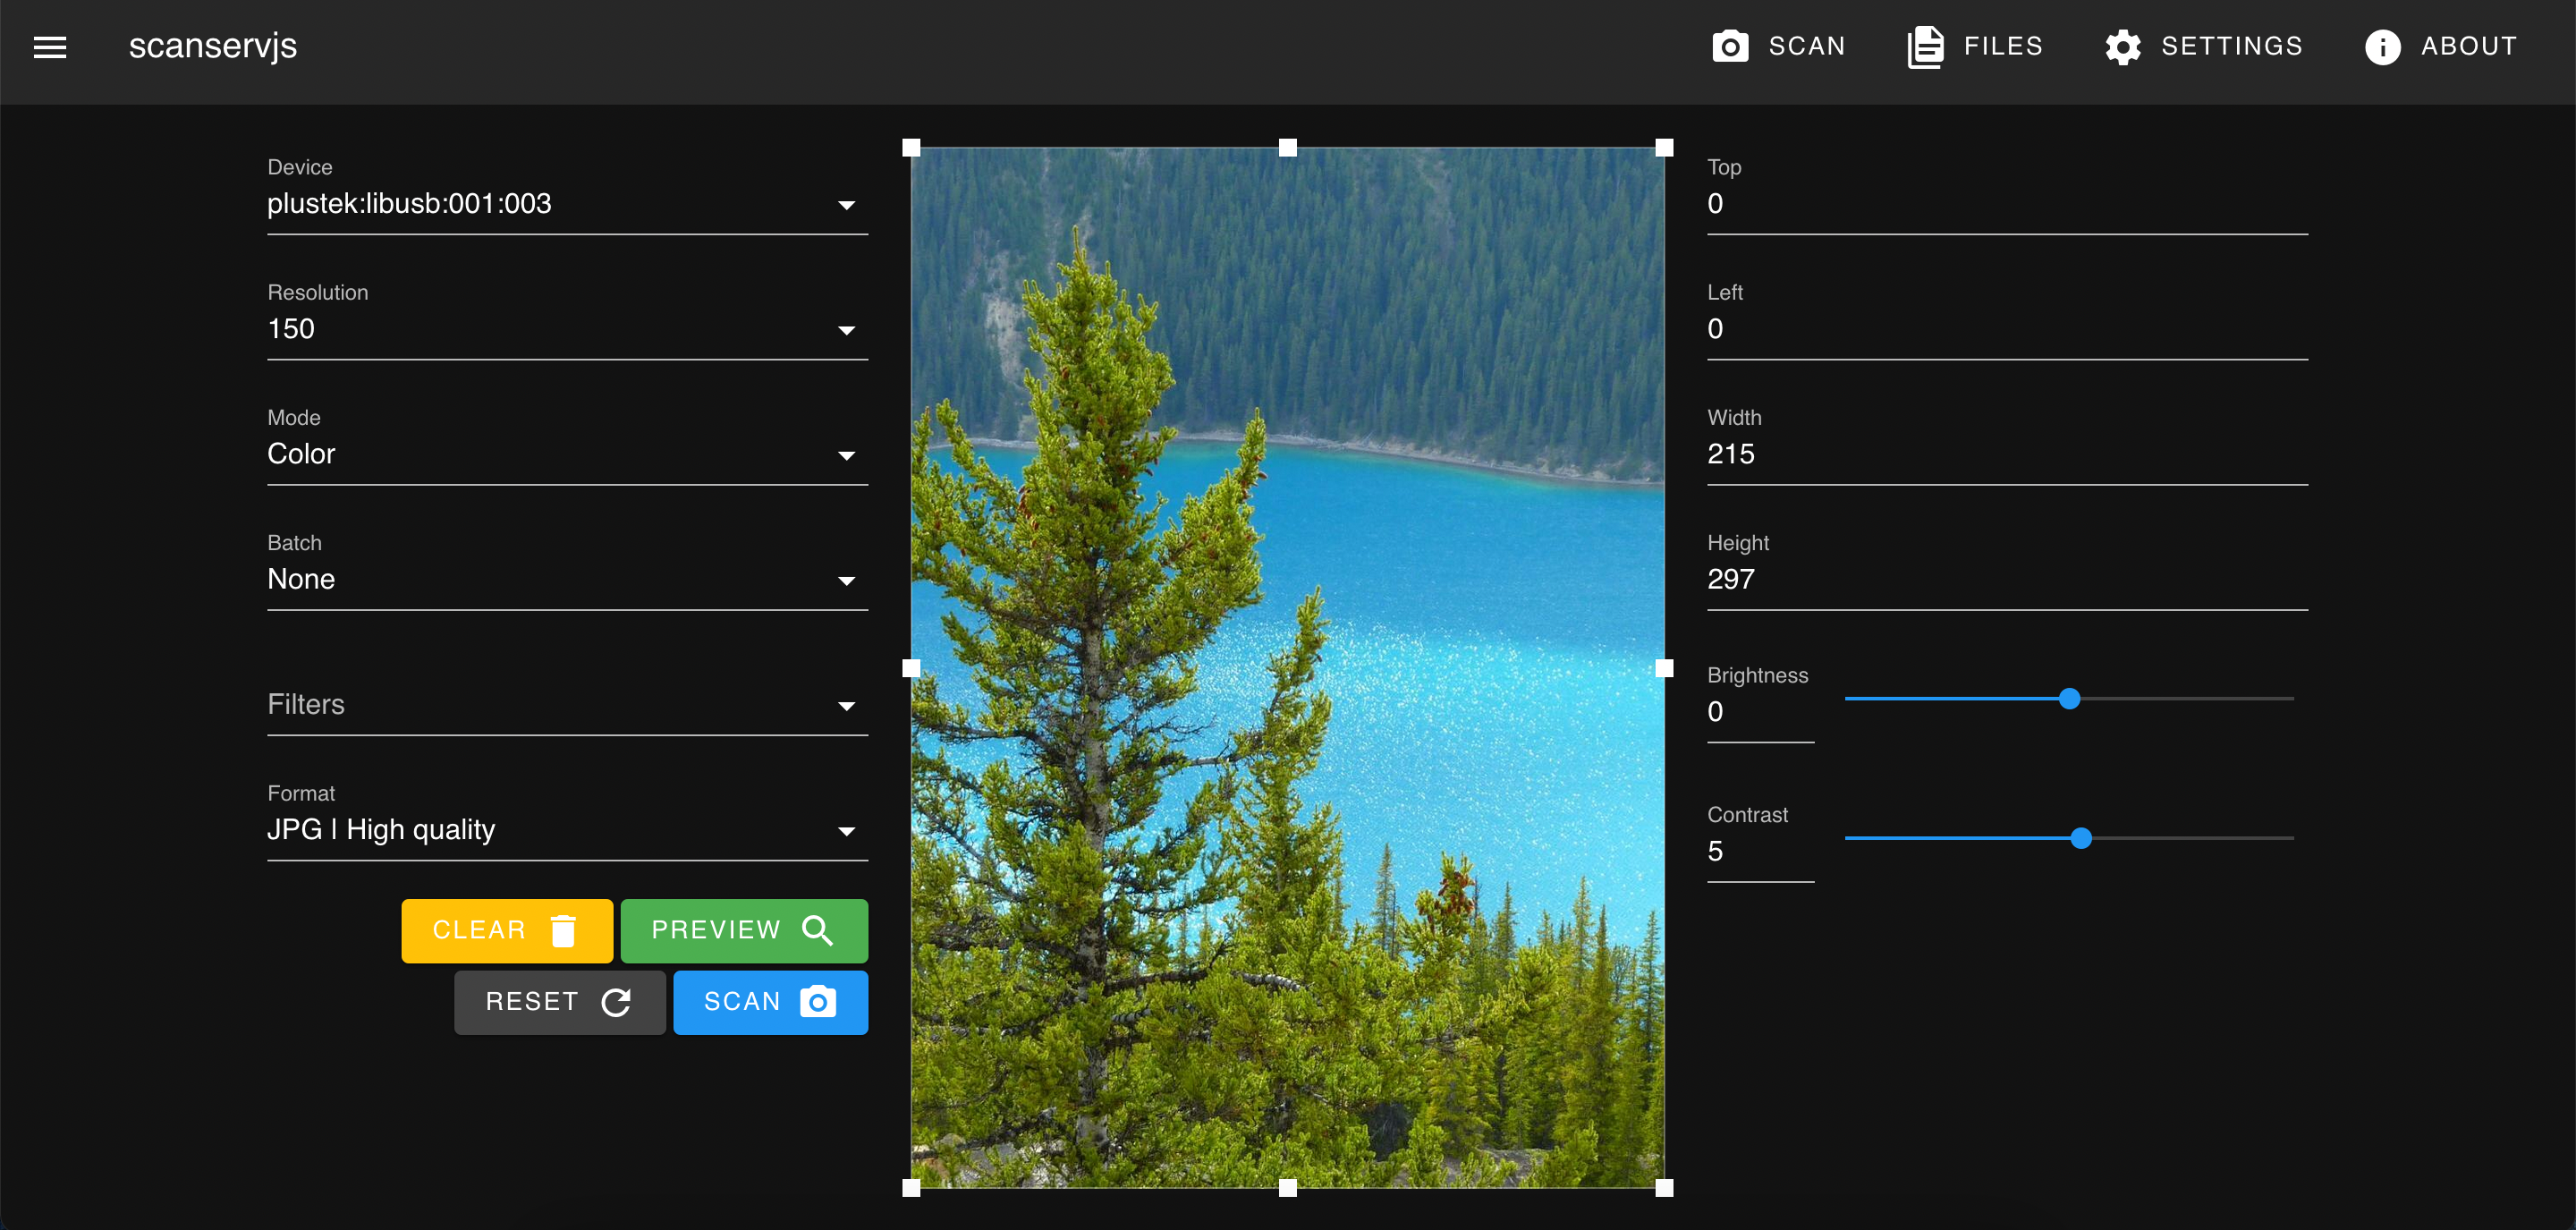 scanservjs
SCAN
FILES
SETTINGS
ABOUT
Device
plustek:libusb:001:003
Resolution
150
Mode
Color
Batch
None
Filters
Format
JPG | High quality
CLEAR
PREVIEW
RESET
SCAN
Top
0
Left
0
Width
215
Height
297
Brightness
0
Contrast
5